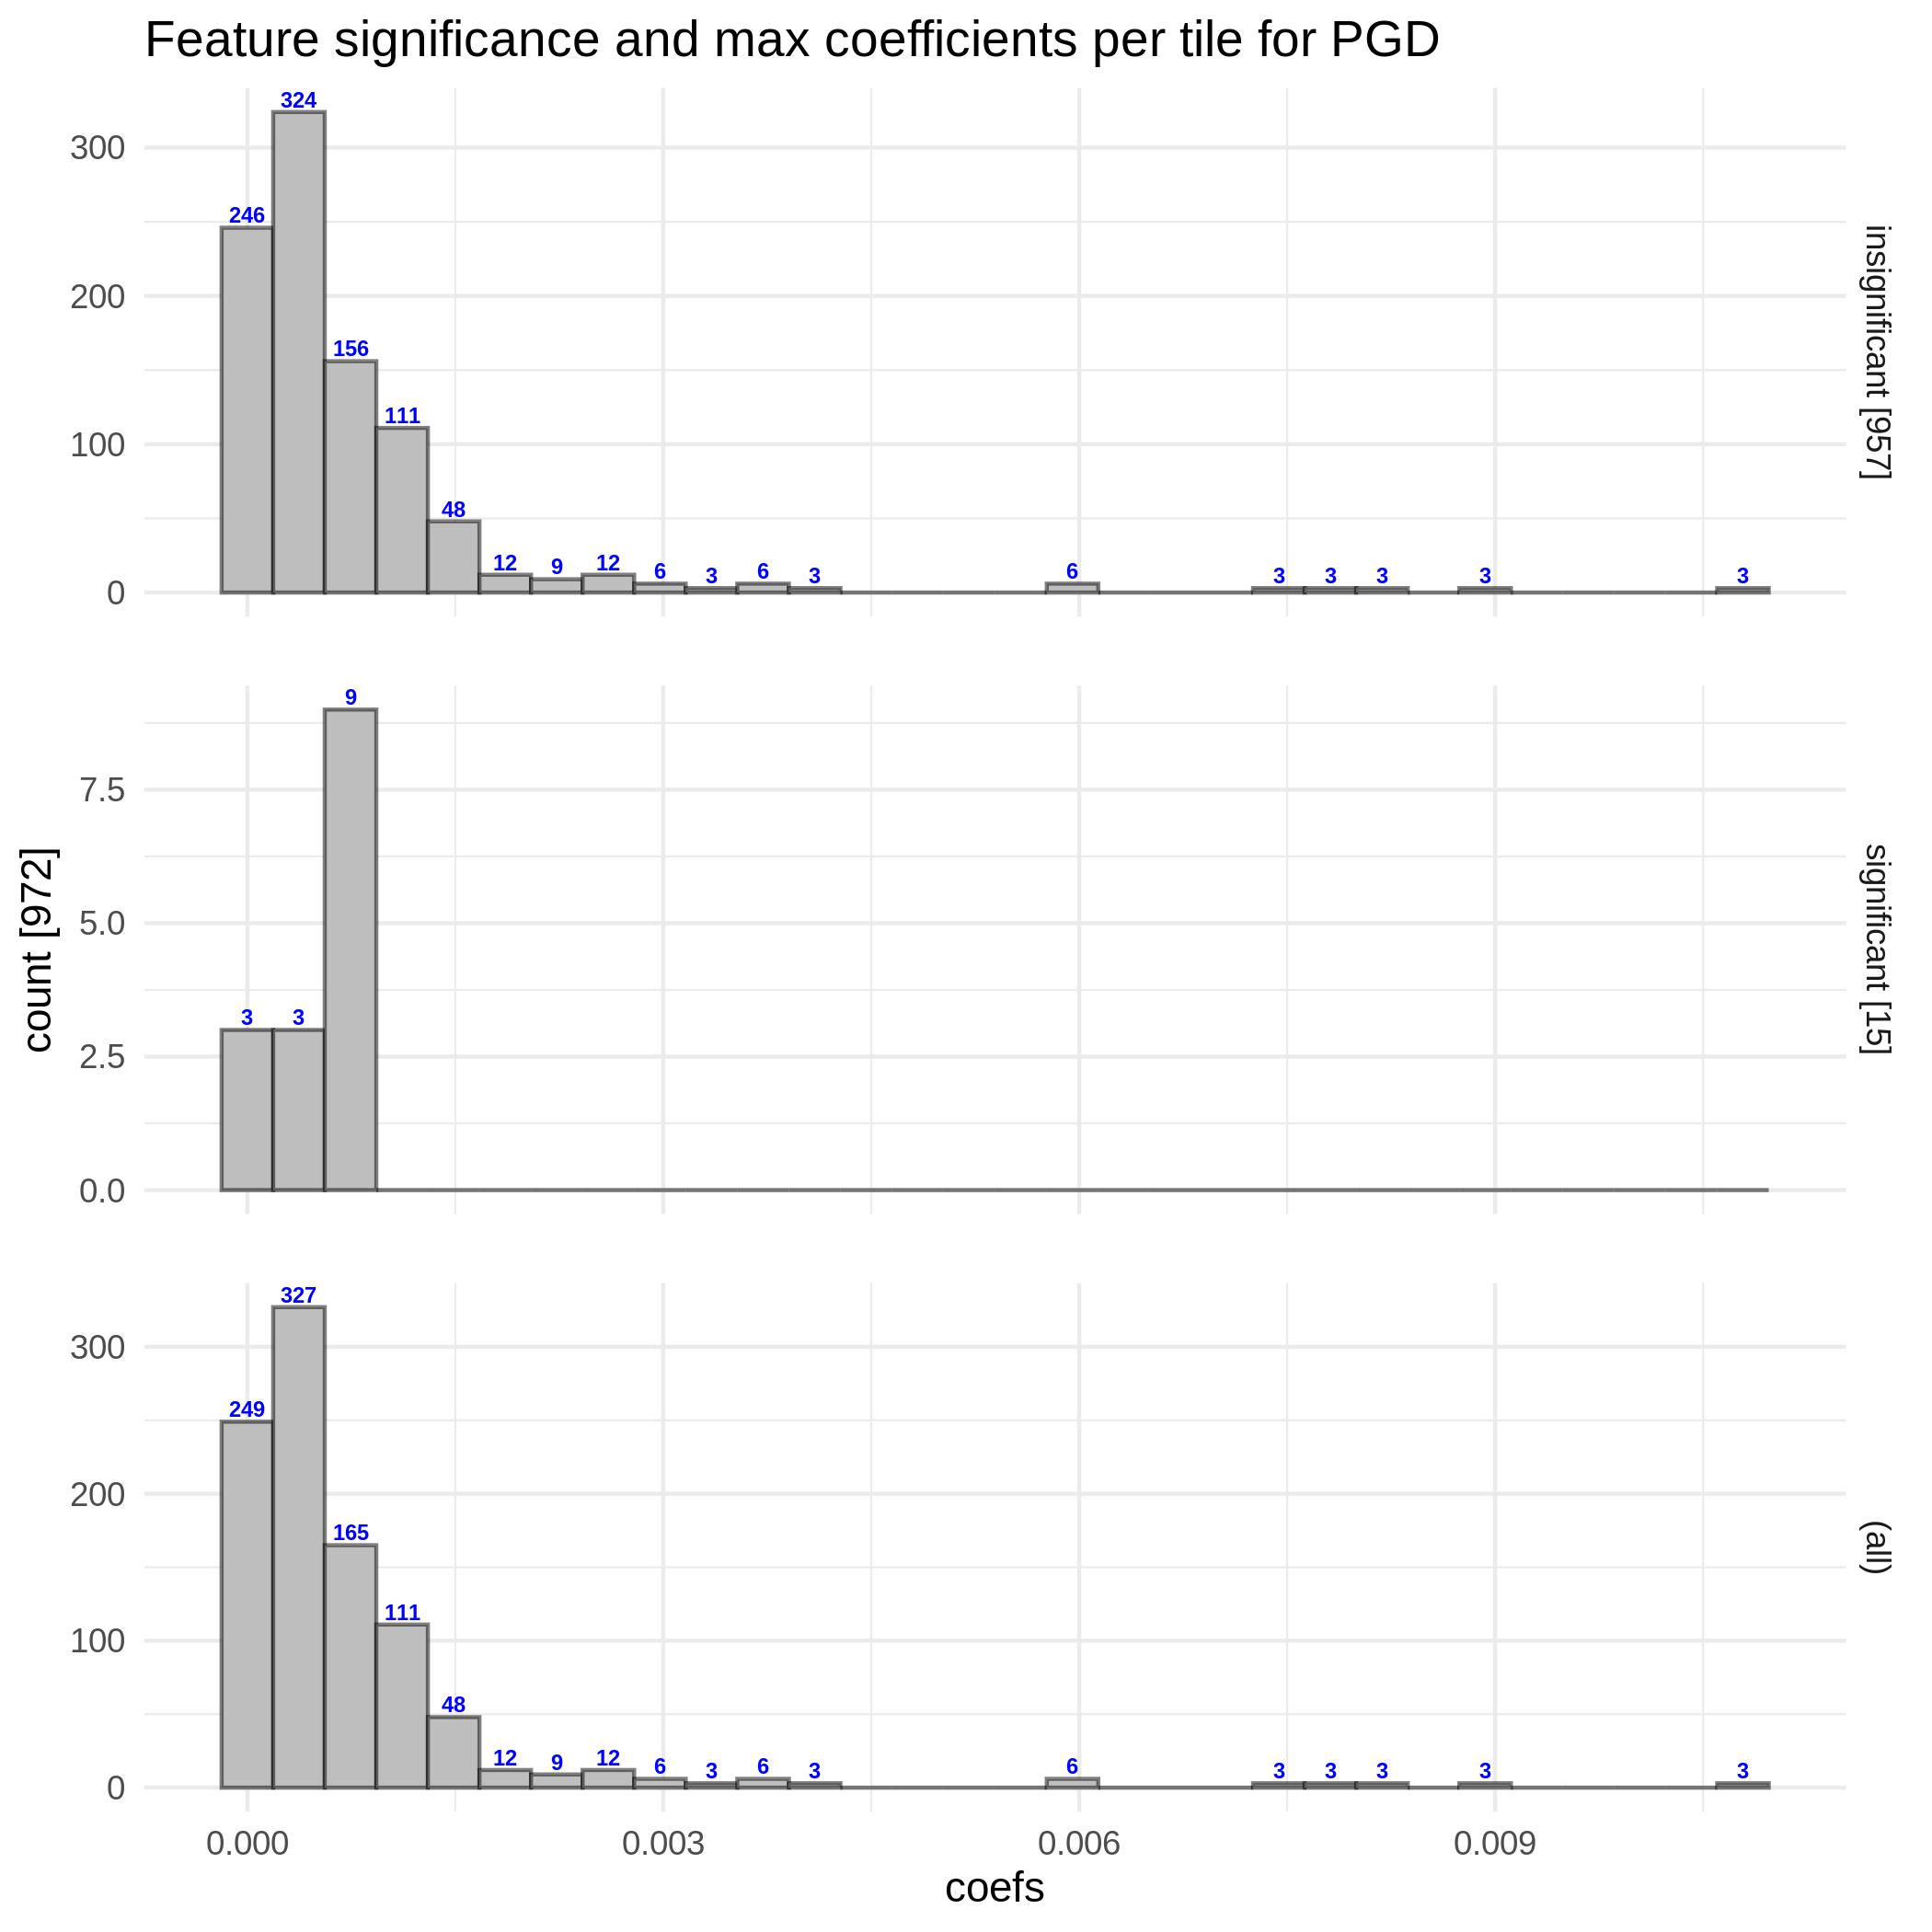 Feature significance and max coefficients per tile for PGD
324
300
246
200
156
111
100
48
12 9 12 6 3 6 3 6 3 3 3 3 3
0
insignificant [957]
9
7.5
5.0
3 3
2.5
0.0
significant [15]
count [972]
327
300
249
200
165
111
100
48
12 9 12 6 3 6 3 6 3 3 3 3 3
0
(all)
0.000 0.003 0.006 0.009
coefs